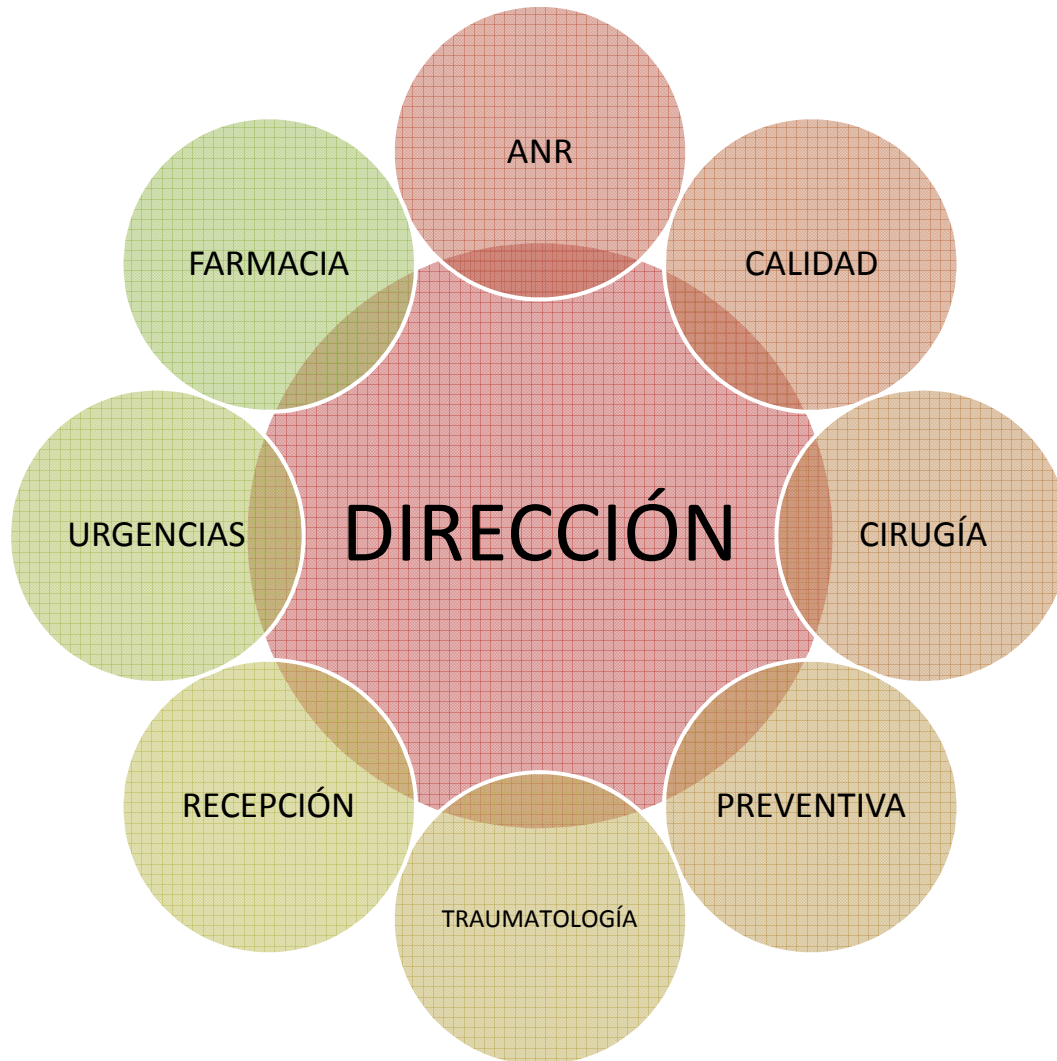 ANR
FARMACIA
CALIDAD
URGENCIAS
DIRECCIÓN
CIRUGÍA
RECEPCIÓN
PREVENTIVA
TRAUMATOLOGÍA